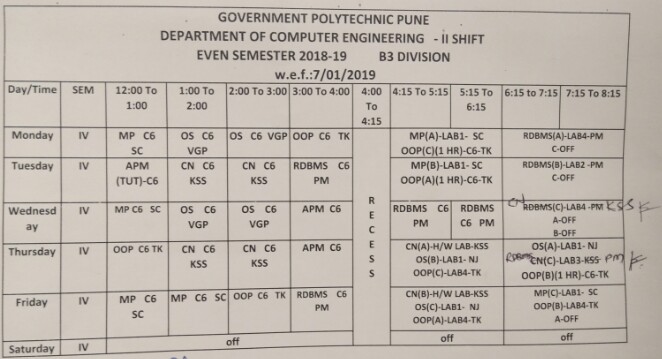 GOVERNMENT POLYTECHNIC PUNE
DEPARTMENT OF COMPUTER ENGINEERING - II SHIFT
EVEN SEMESTER 2018-19 B3 DIVISION
w.e.f.:7/01/2019
Day/Time SEM 12:00 To 1:00 1:00 To 2:00 2:00 To 3:00 3:00 To 4:00 4:00 To 4:15 4:15 To 5:15 5:15 To 6:15 6:15 to 7:15 7:15 To 8:15
Monday IV MP C6 SC OS C6 VGP OS C6 VGP OOP C6 TK MP(A)-LAB1- SC RDBMS(A)-LAB4-PM
OOP(C)(1 HR)-C6-TK C-OFF
Tuesday IV APM (TUT)-C6 CN C6 KSS CN C6 KSS RDBMS C6 PM MP(B)-LAB1- SC RDBMS(B)-LAB2 -PM
OOP(A)(1 HR)-C6-TK C-OFF
RECESS
Wednesday IV MP C6 SC OS C6 VGP OS C6 VGP APM C6 RDBMS C6 PM RDBMS C6 PM CN RDBMS(C)-LAB4 -PM KSS
A-OFF
B-OFF
Thursday IV OOP C6 TK CN C6 KSS CN C6 KSS APM C6 CN(A)-H/W LAB-KSS OS(A)-LAB1- NJ
OS(B)-LAB1- NJ RDBMS CN(C)-LAB3-KSS PM
OOP(C)-LAB4-TK OOP(B)(1 HR)-C6-TK
Friday IV MP C6 SC MP C6 SC OOP C6 TK RDBMS C6 PM CN(B)-H/W LAB-KSS MP(C)-LAB1- SC
OS(C)-LAB1- NJ OOP(B)-LAB4-TK
OOP(A)-LAB4-TK A-OFF
Saturday IV off off